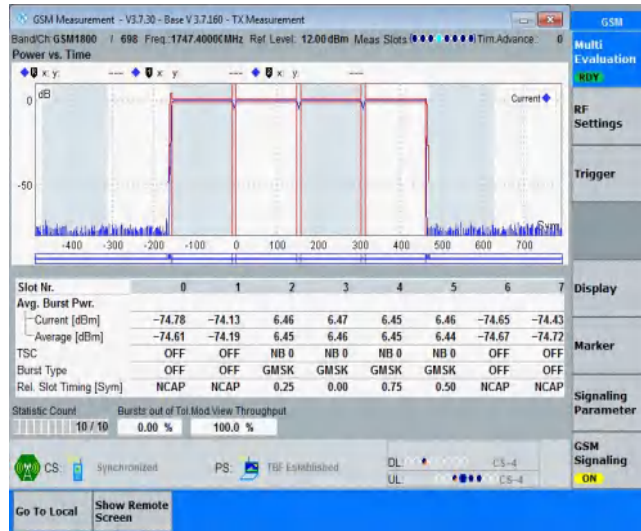 GSM Measurement - V3.7.30 - Base V 3.7.160 - TX Measurement
GSM
Band/Ch: GSM1800 / 698 Freq.: 1747.4000 MHz Ref. Level: 12.00 dBm Meas Slots Tim.Advance: 0
Power vs. Time
Multi Evaluation
RDY
x: y: --- x: y: --- x: y: ---
dB
Current
0
-50
Sym
-400 -300 -200 -100 0 100 200 300 400 500 600 700
RF Settings
Trigger
Slot Nr. 0 1 2 3 4 5 6 7
Avg. Burst Pwr.
Current [dBm] -74.78 -74.13 6.46 6.47 6.45 6.46 -74.65 -74.43
Average [dBm] -74.61 -74.19 6.45 6.46 6.45 6.44 -74.67 -74.72
TSC OFF OFF NB 0 NB 0 NB 0 NB 0 OFF OFF
Burst Type OFF OFF GMSK GMSK GMSK GMSK OFF OFF
Rel. Slot Timing [Sym] NCAP NCAP 0.25 0.00 0.75 0.50 NCAP NCAP
Display
Marker
Signaling Parameter
Statistic Count Bursts out of Tol. Mod.View Throughput
10 / 10 0.00 % 100.0 %
CS: Synchronized PS: TBF Established DL: CS-4
UL: CS-4
GSM Signaling
ON
Go To Local
Show Remote Screen